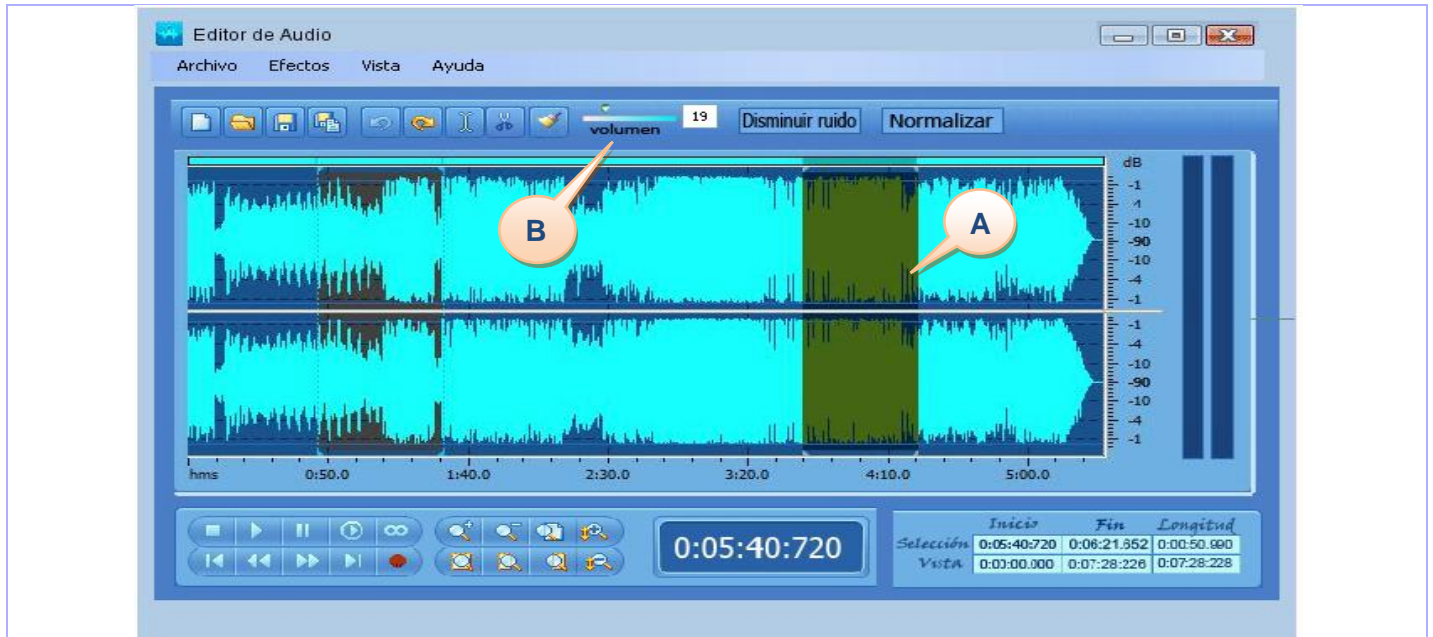 Editor de Audio
Archivo Efectos Vista Ayuda
volumen 19 Disminuir ruido Normalizar
dB
-1
-4
-10
-90
-10
-4
-1
B
A
-1
-4
-10
-90
-10
-4
-1
hms 0:50.0 1:40.0 2:30.0 3:20.0 4:10.0 5:00.0
0:05:40:720
Inicio Fin Longitud
Selección 0:05:40:720 0:06:21.652 0:00:50.990
Vista 0:00:00.000 0:07:28:226 0:07:28:228